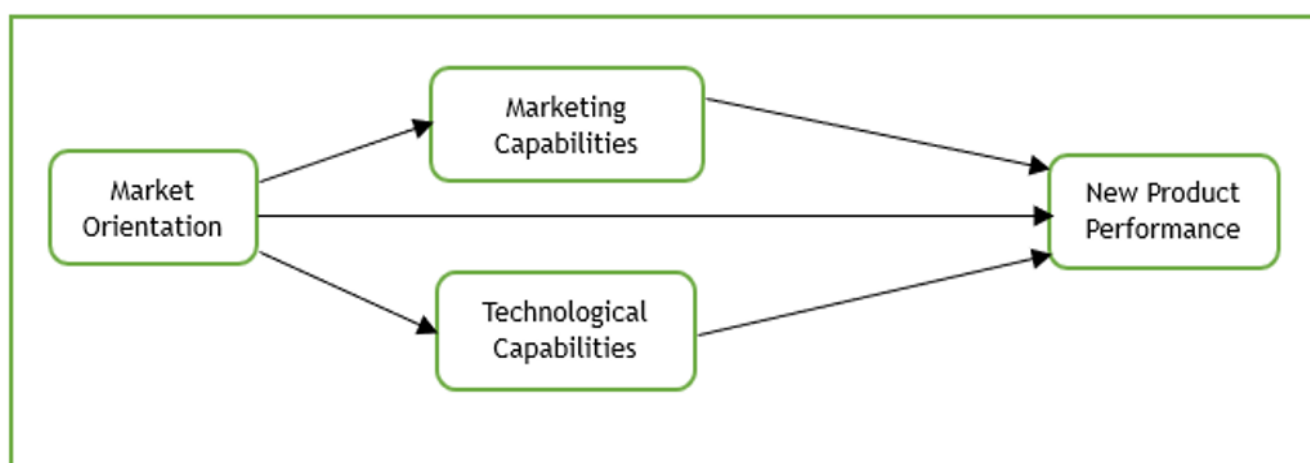 Marketing
Capabilities
Market
Orientation
New Product
Performance
Technological
Capabilities